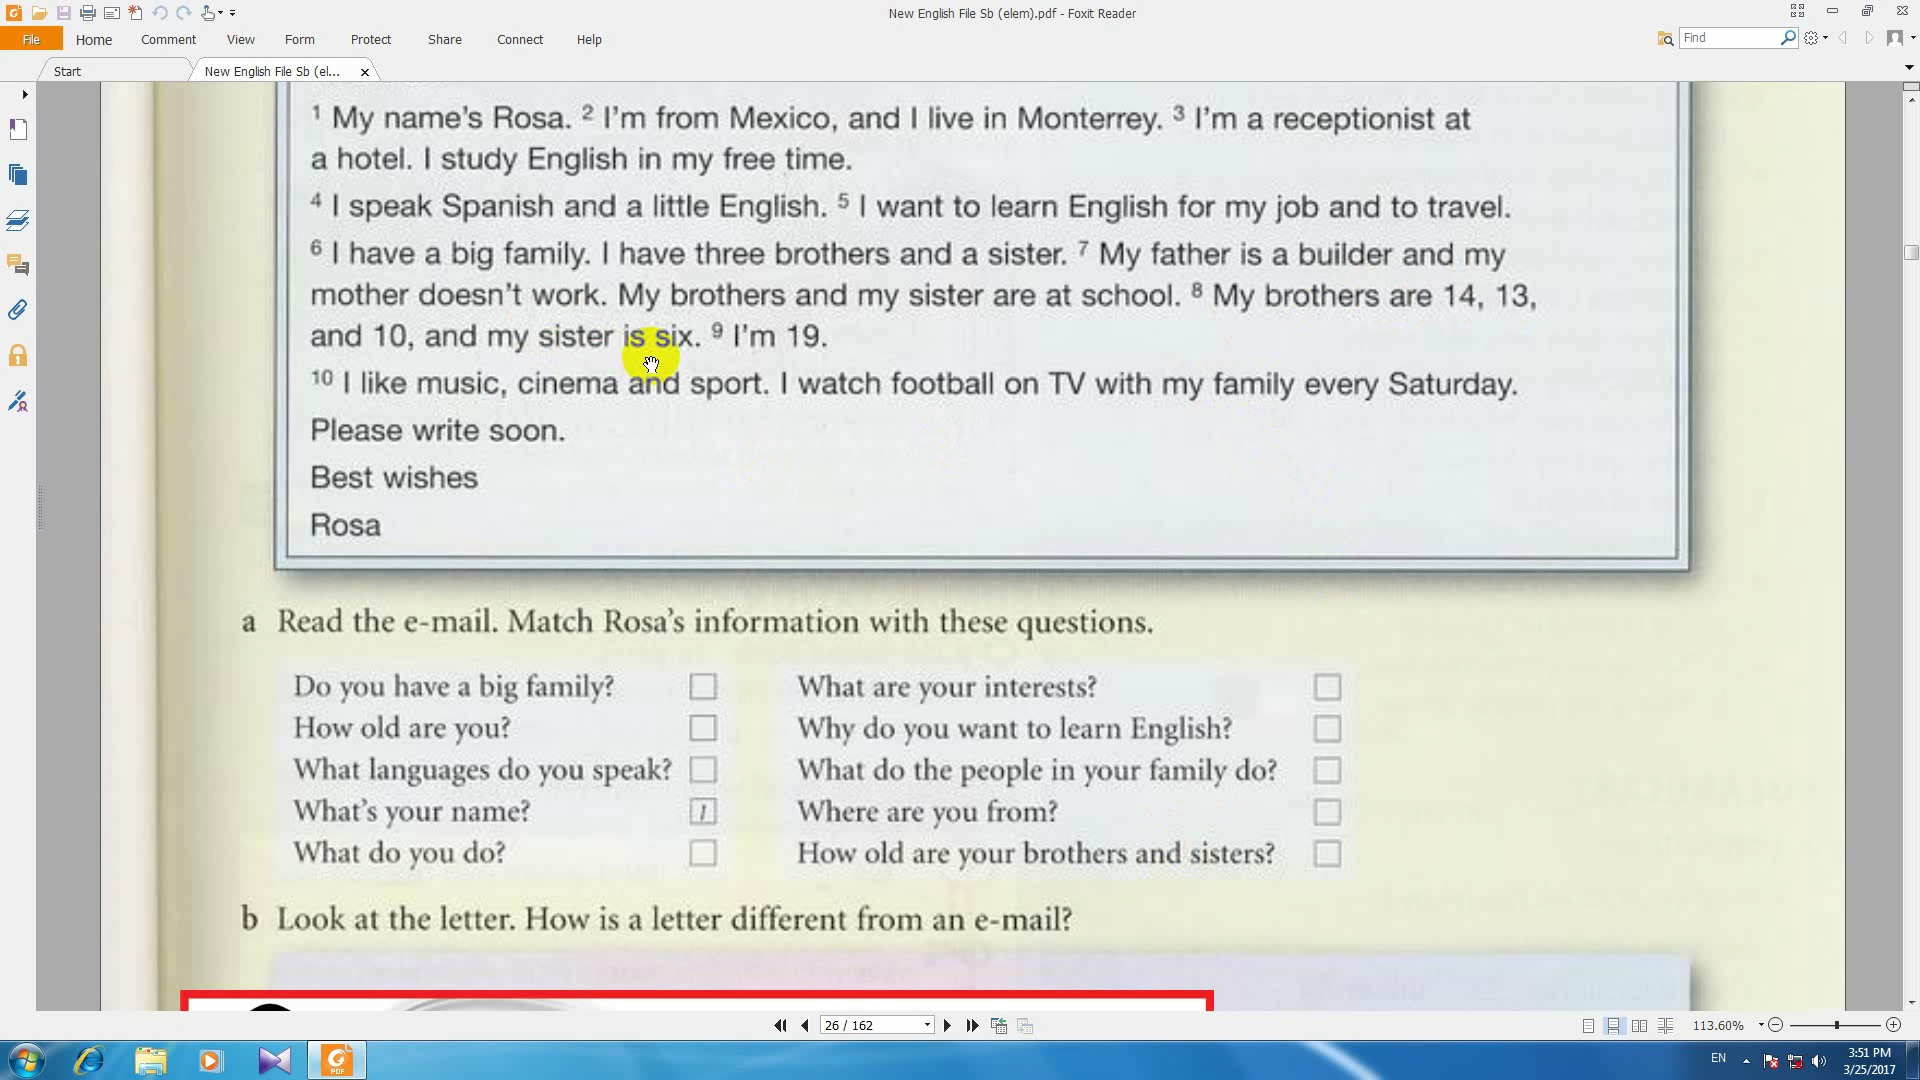 New English File Sb (elem).pdf - Foxit Reader
File Home Comment View Form Protect Share Connect Help
Find
Start
New English File Sb (el...
1 My name's Rosa. 2 I'm from Mexico, and I live in Monterrey. 3 I'm a receptionist at
a hotel. I study English in my free time.
4 I speak Spanish and a little English. 5 I want to learn English for my job and to travel.
6 I have a big family. I have three brothers and a sister. 7 My father is a builder and my
mother doesn't work. My brothers and my sister are at school. 8 My brothers are 14, 13,
and 10, and my sister is six. 9 I'm 19.
10 I like music, cinema and sport. I watch football on TV with my family every Saturday.
Please write soon.
Best wishes
Rosa
a Read the e-mail. Match Rosa's information with these questions.
Do you have a big family?
How old are you?
What languages do you speak?
What's your name? 1
What do you do?
What are your interests?
Why do you want to learn English?
What do the people in your family do?
Where are you from?
How old are your brothers and sisters?
b Look at the letter. How is a letter different from an e-mail?
26 / 162
113.60%
PDF
EN
3:51 PM
3/25/2017